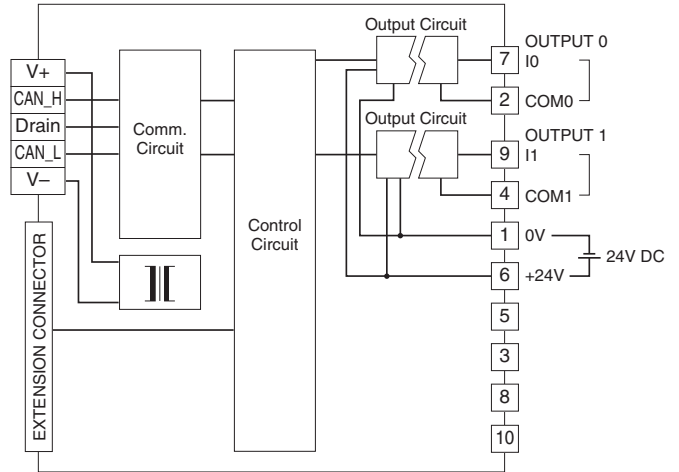 Output Circuit
OUTPUT 0
7 I0
2 COM0
Output Circuit
OUTPUT 1
9 I1
4 COM1
1 0V
24V DC
6 +24V
5
3
8
10
V+
CAN_H
Drain
CAN_L
V–
Comm.
Circuit
Control
Circuit
EXTENSION CONNECTOR